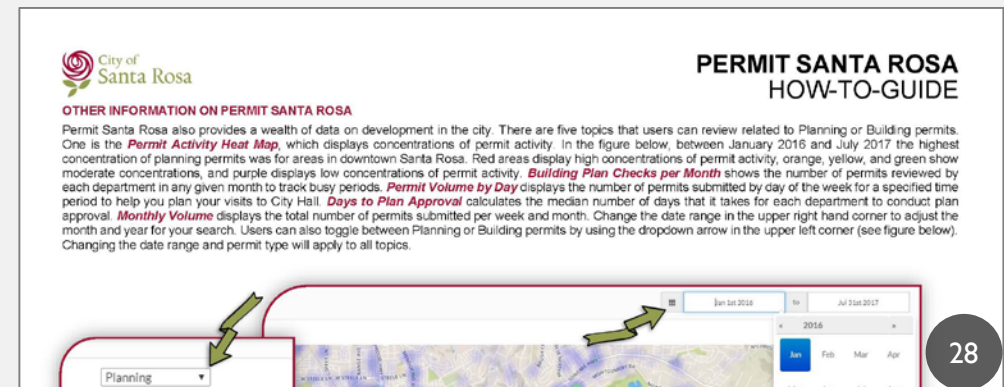 City of
Santa Rosa
PERMIT SANTA ROSA
HOW-TO-GUIDE
OTHER INFORMATION ON PERMIT SANTA ROSA
Permit Santa Rosa also provides a wealth of data on development in the city. There are five topics that users can review related to Planning or Building permits.
One is the Permit Activity Heat Map, which displays concentrations of permit activity. In the figure below, between January 2016 and July 2017 the highest
concentration of planning permits was for areas in downtown Santa Rosa. Red areas display high concentrations of permit activity, orange, yellow, and green show
moderate concentrations, and purple displays low concentrations of permit activity. Building Plan Checks per Month shows the number of permits reviewed by
each department in any given month to track busy periods. Permit Volume by Day displays the number of permits submitted by day of the week for a specified time
period to help you plan your visits to City Hall. Days to Plan Approval calculates the median number of days that it takes for each department to conduct plan
approval. Monthly Volume displays the total number of permits submitted per week and month. Change the date range in the upper right hand corner to adjust the
month and year for your search. Users can also toggle between Planning or Building permits by using the dropdown arrow in the upper left corner (see figure below).
Changing the date range and permit type will apply to all topics.
Jan 1st 2016 to Jul 31st 2017
« 2016 »
Jan Feb Mar Apr
Planning
28